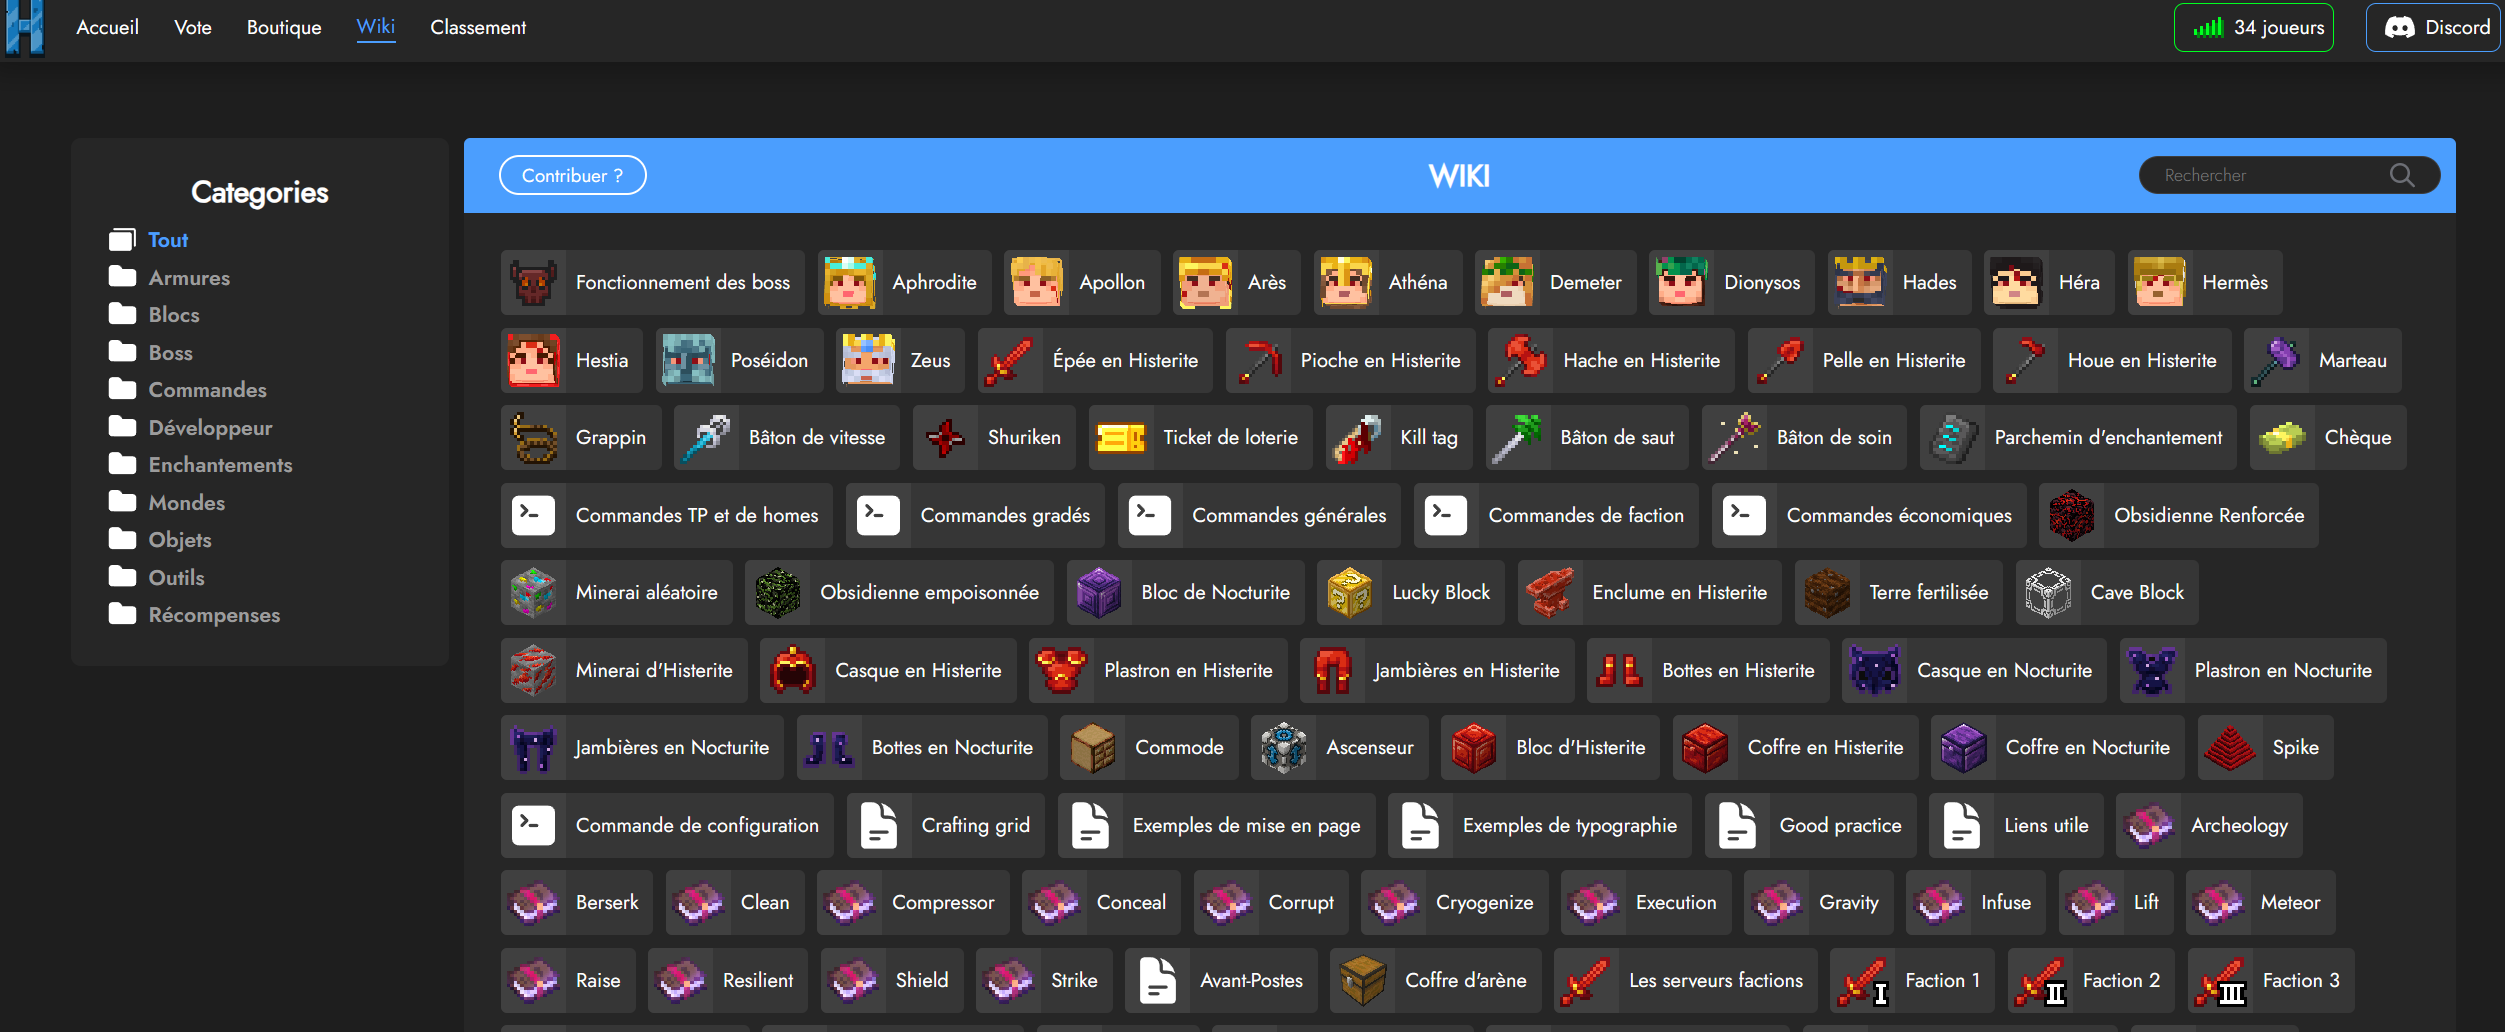 Accueil Vote Boutique Wiki Classement 34 joueurs Discord
Categories
Tout
Armures
Blocs
Boss
Commandes
Développeur
Enchantements
Mondes
Objets
Outils
Récompenses
Contribuer ? WIKI Rechercher
Fonctionnement des boss Aphrodite Apollon Arès Athéna Demeter Dionysos Hades Héra Hermès
Hestia Poséidon Zeus Épée en Histerite Pioche en Histerite Hache en Histerite Pelle en Histerite Houe en Histerite Marteau
Grappin Bâton de vitesse Shuriken Ticket de loterie Kill tag Bâton de saut Bâton de soin Parchemin d'enchantement Chèque
Commandes TP et de homes Commandes gradés Commandes générales Commandes de faction Commandes économiques Obsidienne Renforcée
Minerai aléatoire Obsidienne empoisonnée Bloc de Nocturite Lucky Block Enclume en Histerite Terre fertilisée Cave Block
Minerai d'Histerite Casque en Histerite Plastron en Histerite Jambières en Histerite Bottes en Histerite Casque en Nocturite Plastron en Nocturite
Jambières en Nocturite Bottes en Nocturite Commode Ascenseur Bloc d'Histerite Coffre en Histerite Coffre en Nocturite Spike
Commande de configuration Crafting grid Exemples de mise en page Exemples de typographie Good practice Liens utile Archeology
Berserk Clean Compressor Conceal Corrupt Cryogenize Execution Gravity Infuse Lift Meteor
Raise Resilient Shield Strike Avant-Postes Coffre d'arène Les serveurs factions I Faction 1 II Faction 2 III Faction 3